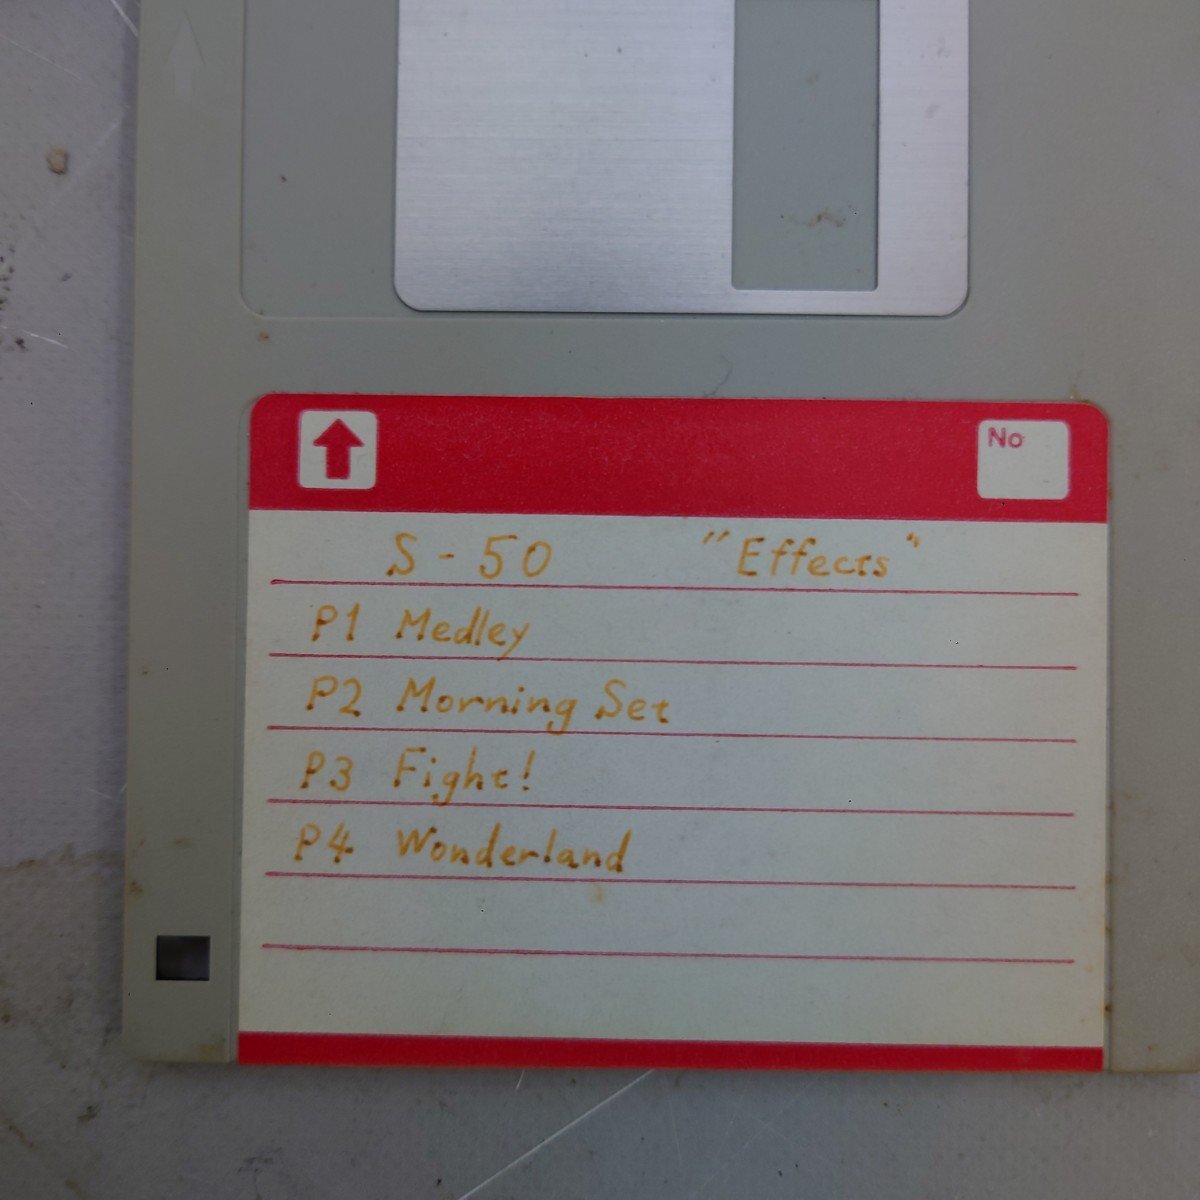 No
S-50 "Effects"
P1 Medley
P2 Morning Set
P3 Fight!
P4 Wonderland